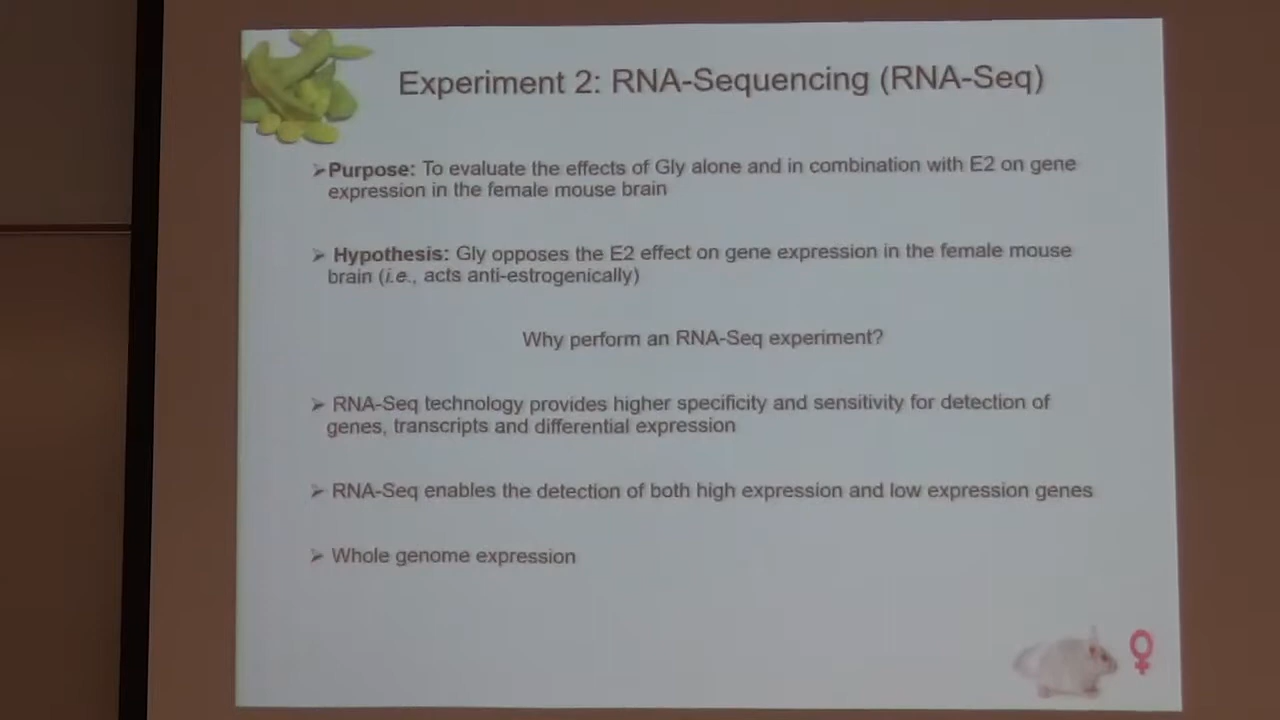 Experiment 2: RNA-Sequencing (RNA-Seq)
➢Purpose: To evaluate the effects of Gly alone and in combination with E2 on gene
expression in the female mouse brain
➢ Hypothesis: Gly opposes the E2 effect on gene expression in the female mouse
brain (i.e., acts anti-estrogenically)
Why perform an RNA-Seq experiment?
➢ RNA-Seq technology provides higher specificity and sensitivity for detection of
genes, transcripts and differential expression
➢ RNA-Seq enables the detection of both high expression and low expression genes
➢ Whole genome expression